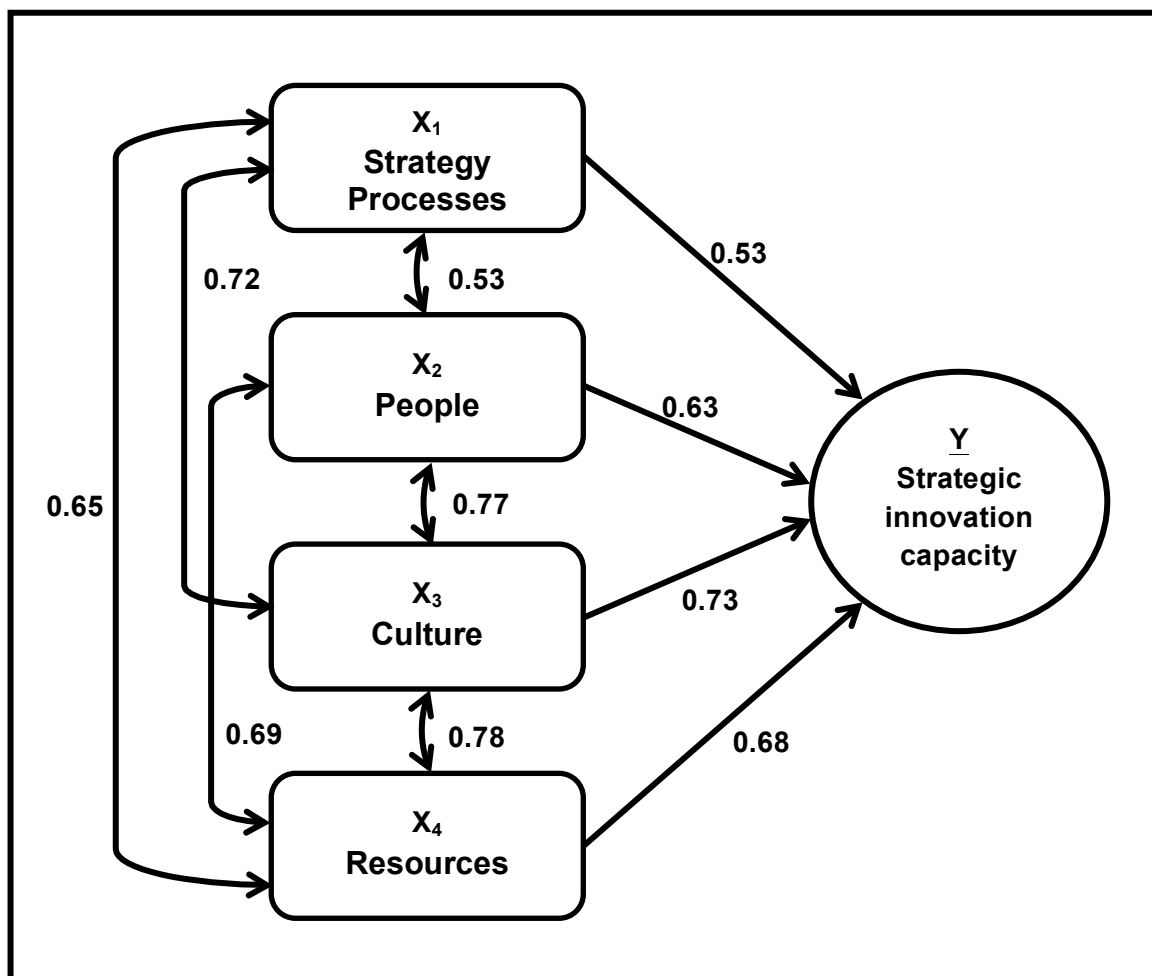 X₁
Strategy
Processes
0.53
0.72
0.53
X₂
People
0.63
Y
Strategic
innovation
capacity
0.65
0.77
X₃
Culture
0.73
0.69
0.78
0.68
X₄
Resources